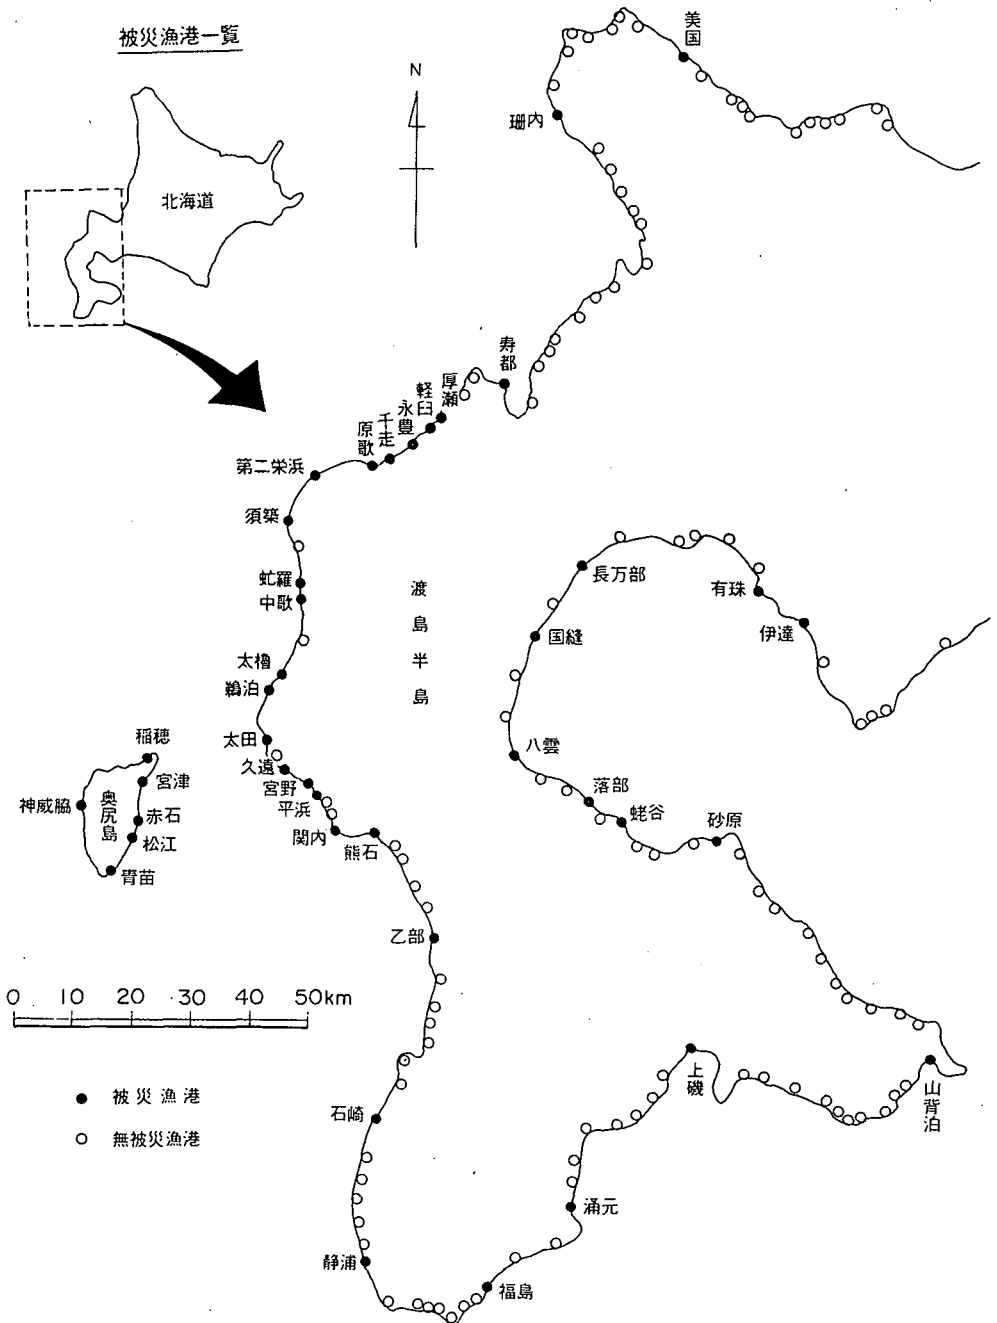 被災漁港一覧
N
北海道
美国
珊内
寿都
厚瀬
軽臼
永豊
千走
原歌
第二栄浜
須築
虻羅
中歌
太櫓
鵜泊
太田
久遠
宮野
平浜
関内
熊石
乙部
石崎
静浦
福島
涌元
上磯
山背泊
砂原
蛯谷
落部
八雲
国縫
長万部
有珠
伊達
渡島半島
稲穂
宮津
神威脇
奥尻島
赤石
松江
青苗
0 10 20 30 50km
被災漁港
無被災漁港